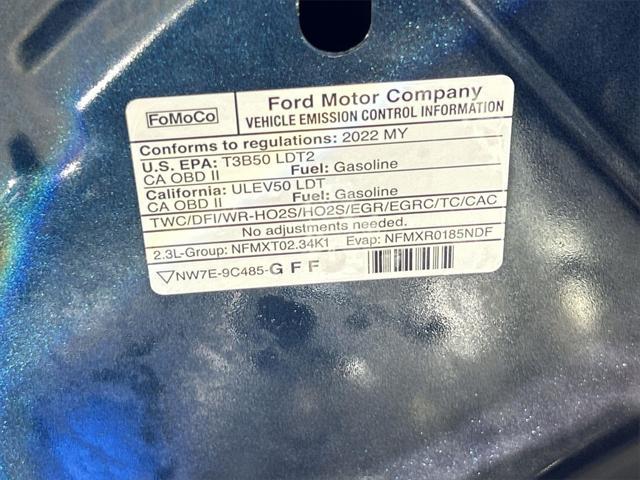 FoMoCo
Ford Motor Company
VEHICLE EMISSION CONTROL INFORMATION
Conforms to regulations: 2022 MY
U.S. EPA: T3B50 LDT2
CA OBD II Fuel: Gasoline
California: ULEV50 LDT
CA OBD II Fuel: Gasoline
TWC/DFI/WR-HO2S/HO2S/EGR/EGRC/TC/CAC
No adjustments needed.
2.3L-Group: NFMXT02.34K1 Evap: NFMXR0185NDF
NW7E-9C485-GFF